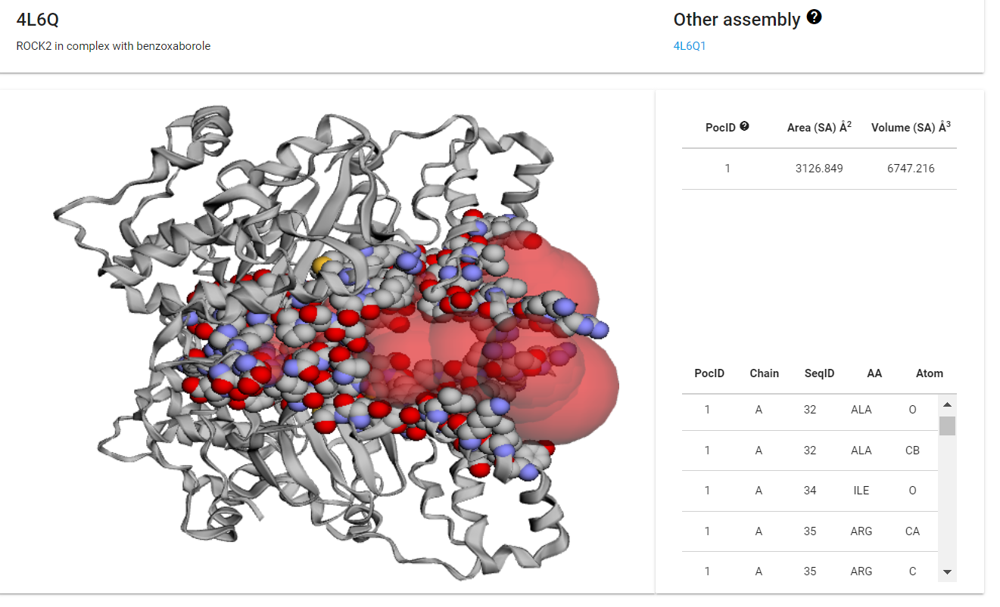 4L6Q
ROCK2 in complex with benzoxaborole
Other assembly ?
4L6Q1
PocID ? Area (SA) Å2 Volume (SA) Å3
1 3126.849 6747.216
PocID Chain SeqID AA Atom
1 A 32 ALA O
1 A 32 ALA CB
1 A 34 ILE O
1 A 35 ARG CA
1 A 35 ARG C